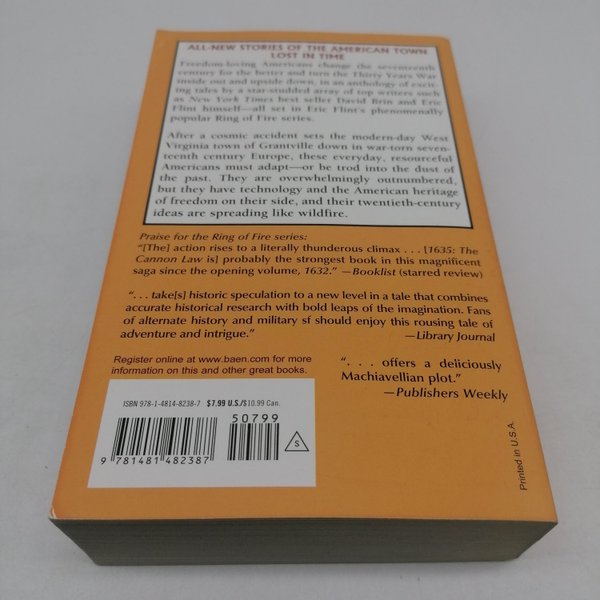 ALL-NEW STORIES OF THE AMERICAN TOWN
LOST IN TIME
Freedom-loving Americans change the seventeenth
century for the better and turn the Thirty Years War
inside out and upside down, in an anthology of excit-
ing tales by a star-studded array of top writers such
as New York Times best seller David Brin and Eric
Flint himself—all set in Eric Flint's phenomenally
popular Ring of Fire series.
After a cosmic accident sets the modern-day West
Virginia town of Grantville down in war-torn seven-
teenth century Europe, these everyday, resourceful
Americans must adapt—or be trod into the dust of
the past. They are overwhelmingly outnumbered,
but they have technology and the American heritage
of freedom on their side, and their twentieth-century
ideas are spreading like wildfire.
Praise for the Ring of Fire series:
"[The] action rises to a literally thunderous climax . . . [1635: The
Cannon Law is] probably the strongest book in this magnificent
saga since the opening volume, 1632." —Booklist (starred review)
". . . take[s] historic speculation to a new level in a tale that combines
accurate historical research with bold leaps of the imagination. Fans
of alternate history and military sf should enjoy this rousing tale of
adventure and intrigue." —Library Journal
Register online at www.baen.com for more
information on this and other great books.
". . . offers a deliciously
Machiavellian plot."
—Publishers Weekly
ISBN 978-1-4814-8238-7 $7.99 U.S./$10.99 Can.
50799
S
9 781481 482387
Printed in U.S.A.